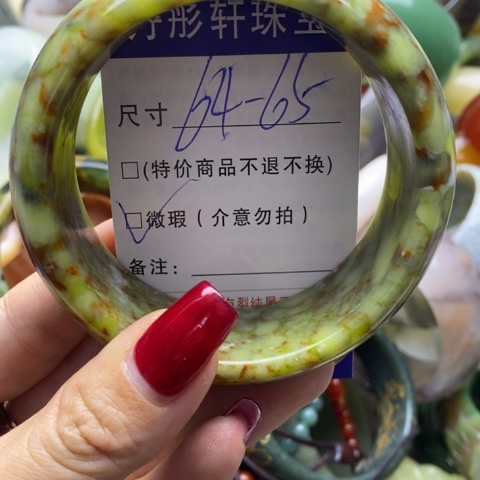 彤轩珠宝
尺寸 64-65
□(特价商品不退不换)
☑微瑕(介意勿拍)
备注: